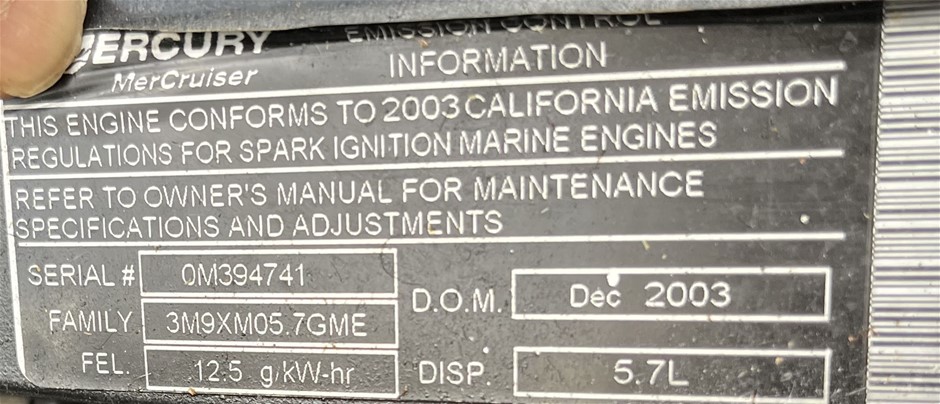 MERCURY
MerCruiser
EMISSION CONTROL
INFORMATION
THIS ENGINE CONFORMS TO 2003 CALIFORNIA EMISSION
REGULATIONS FOR SPARK IGNITION MARINE ENGINES
REFER TO OWNER'S MANUAL FOR MAINTENANCE
SPECIFICATIONS AND ADJUSTMENTS
SERIAL # 0M394741
D.O.M. Dec 2003
FAMILY 3M9XM05.7GME
FEL. 12.5 g/kW-hr
DISP. 5.7L